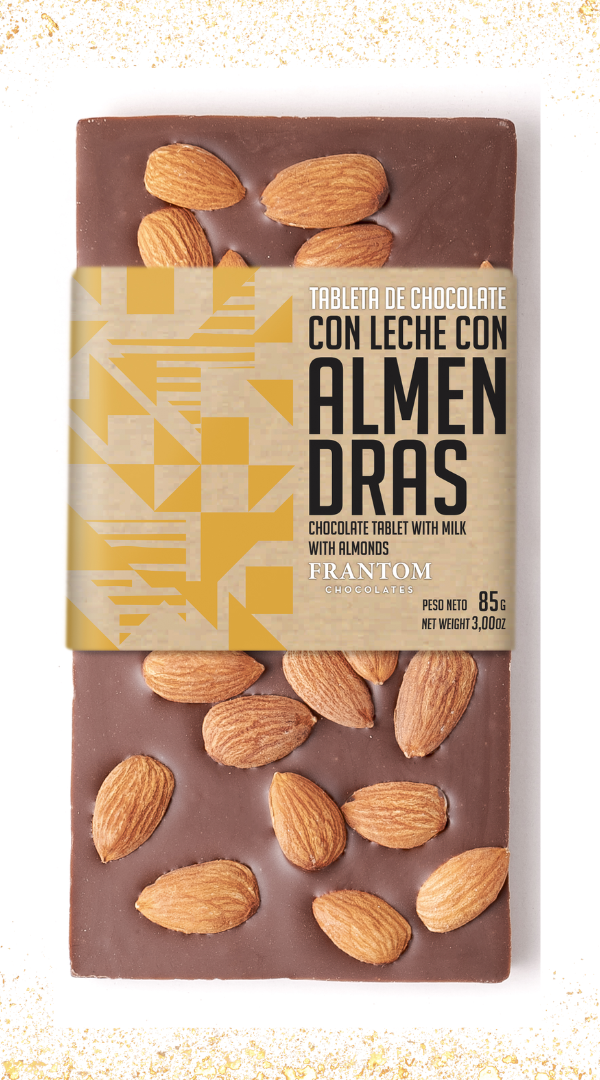 TABLETA DE CHOCOLATE
CON LECHE CON
ALMEN
DRAS
CHOCOLATE TABLET WITH MILK
WITH ALMONDS
FRANTOM
CHOCOLATES
PESO NETO 85G
NET WEIGHT 3,00OZ